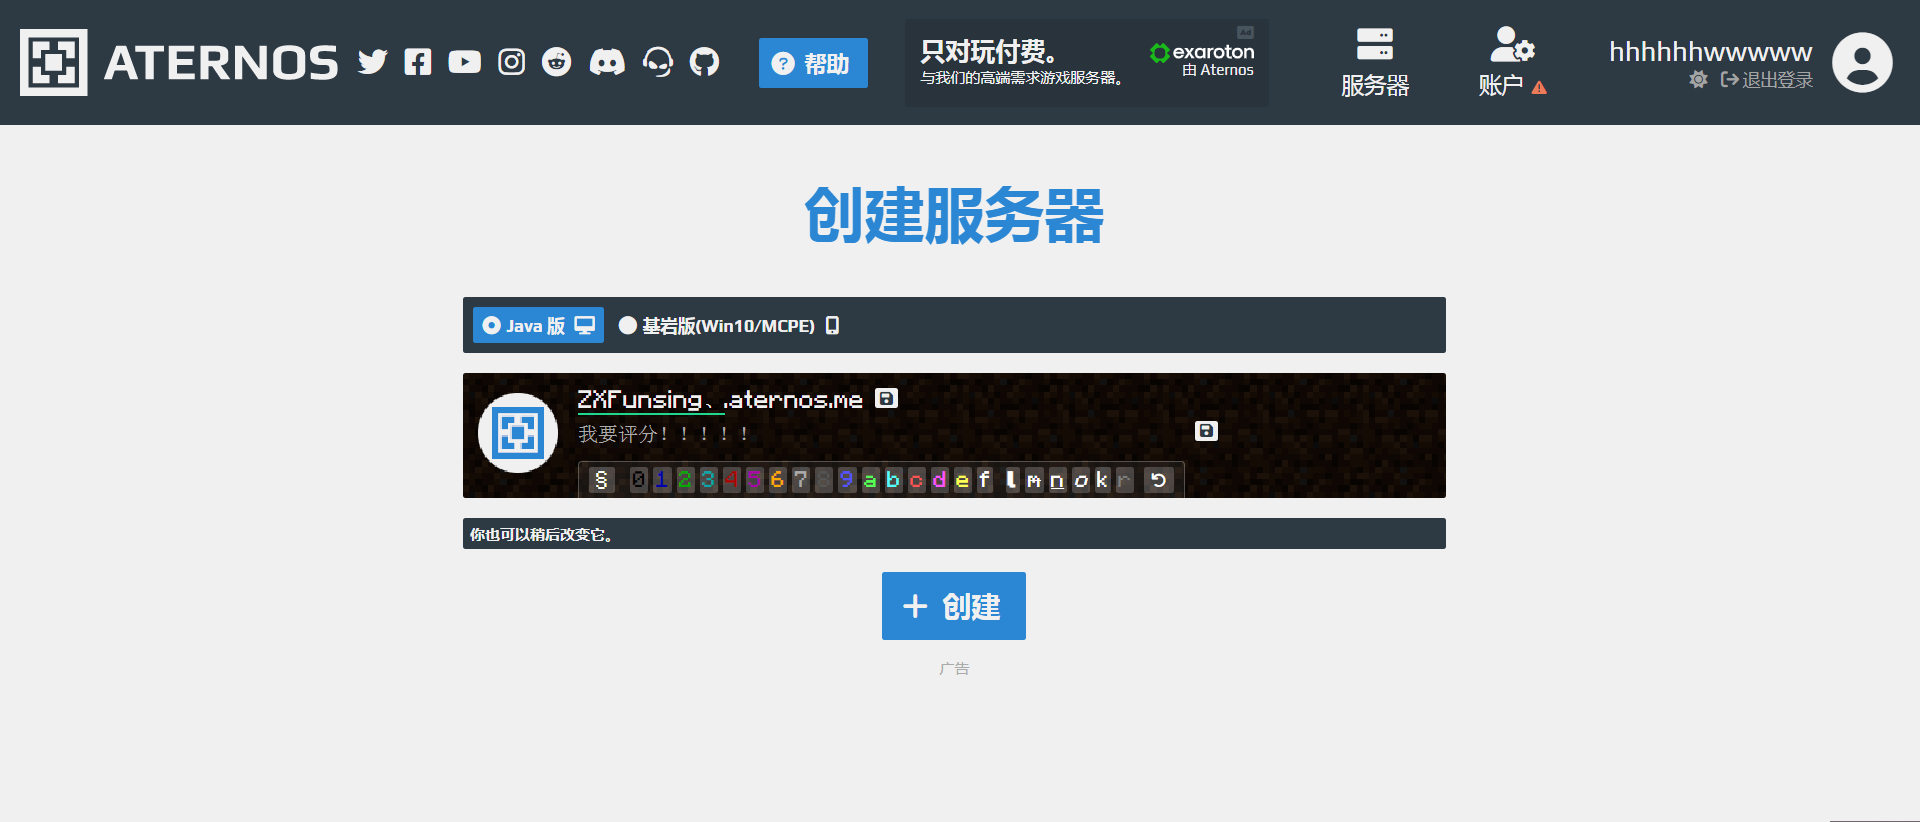 ATERNOS
帮助
只对玩付费。
与我们的高端需求游戏服务器。
Ad
exaroton
由 Aternos
服务器
账户
hhhhhhwwwww
退出登录
创建服务器
Java 版
基岩版(Win10/MCPE)
ZXFunsing、.aternos.me
我要评分！！！！！
§ 0 1 2 3 4 5 6 7 8 9 a b c d e f l m n o k r
你也可以稍后改变它。
+ 创建
广告